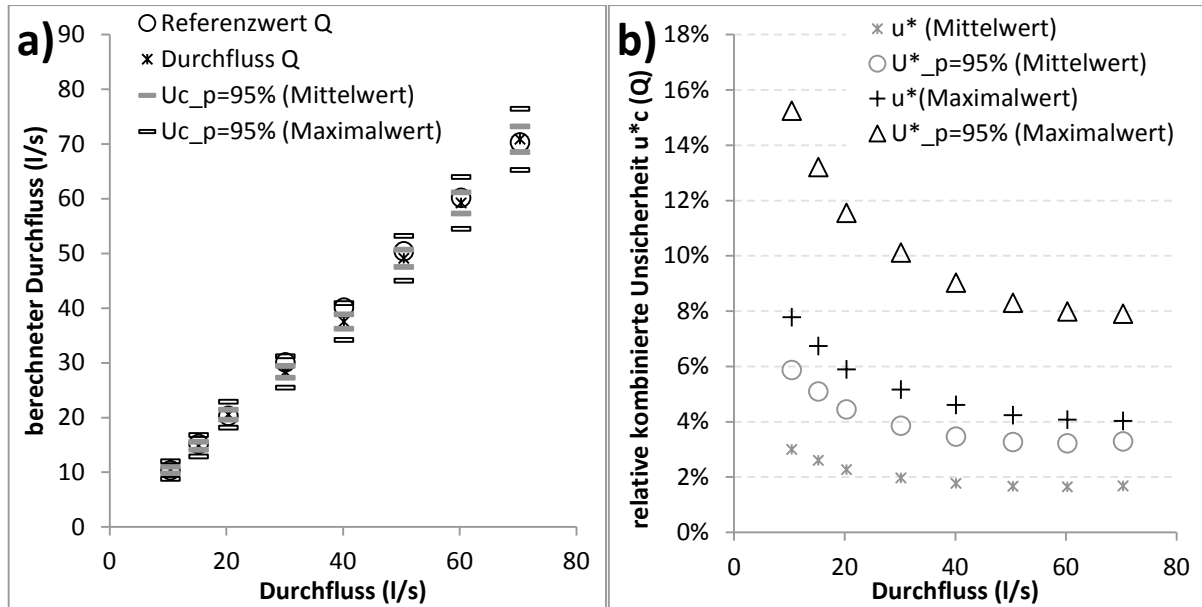 a)
Referenzwert Q
Durchfluss Q
Uc_p=95% (Mittelwert)
Uc_p=95% (Maximalwert)
berechneter Durchfluss (l/s)
90
80
70
60
50
40
30
20
10
0
0 20 40 60 80
Durchfluss (l/s)
b)
u* (Mittelwert)
U*_p=95% (Mittelwert)
u*(Maximalwert)
U*_p=95% (Maximalwert)
relative kombinierte Unsicherheit u*c (Q)
18%
16%
14%
12%
10%
8%
6%
4%
2%
0%
0 20 40 60 80
Durchfluss (l/s)